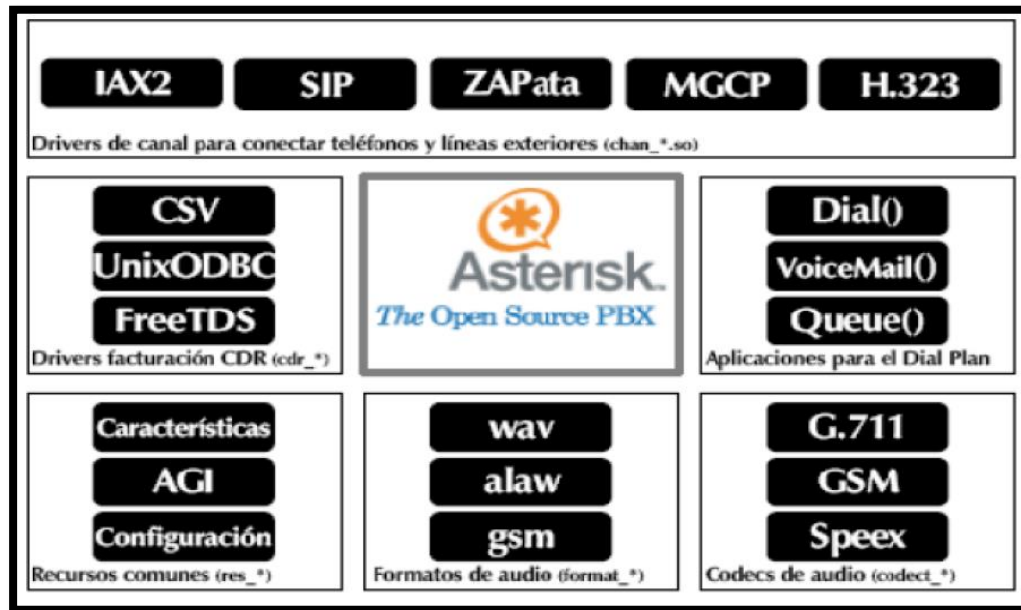 IAX2 SIP ZAPata MGCP H.323
Drivers de canal para conectar teléfonos y líneas exteriores (chan_*.so)
CSV
UnixODBC
FreeTDS
Drivers facturación CDR (cdr_*)
Asterisk.
The Open Source PBX
Dial()
VoiceMail()
Queue()
Aplicaciones para el Dial Plan
Características
AGI
Configuración
Recursos comunes (res_*)
wav
alaw
gsm
Formatos de audio (format_*)
G.711
GSM
Speex
Codecs de audio (codect_*)